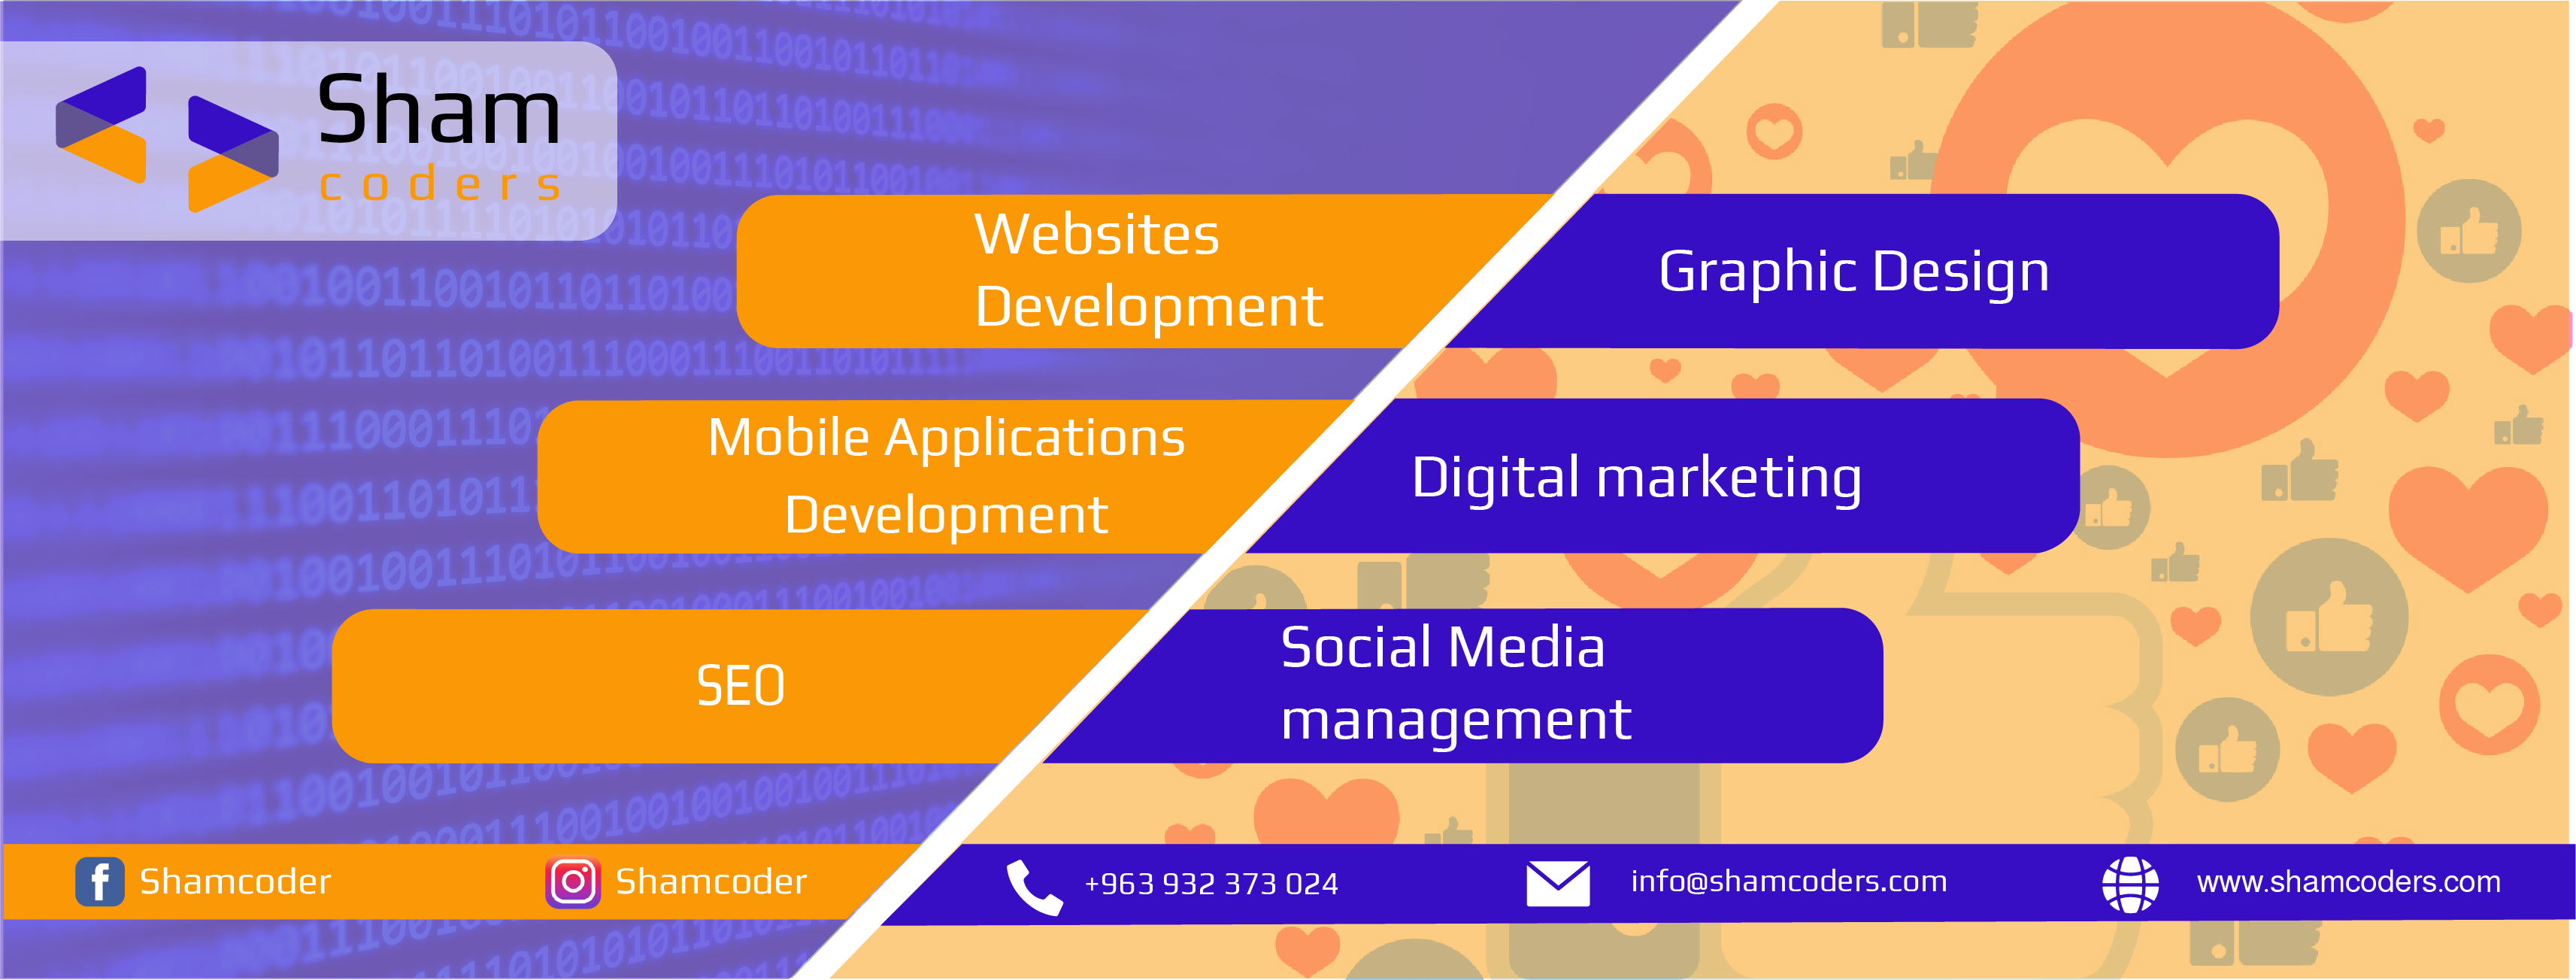 Sham
coders
Websites
Development
Mobile Applications
Development
SEO
Graphic Design
Digital marketing
Social Media
management
Shamcoder
Shamcoder
+963 932 373 024
info@shamcoders.com
www.shamcoders.com